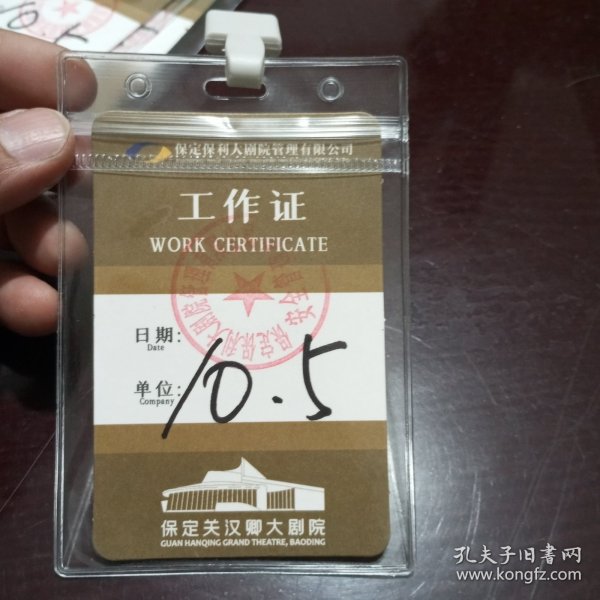 保定保利大剧院管理有限公司
工作证
WORK CERTIFICATE
日期:
Date
单位:
Company
10.5
保定关汉卿大剧院
GUAN HANQING GRAND THEATRE, BAODING
孔夫子旧书网
www.kongfz.com